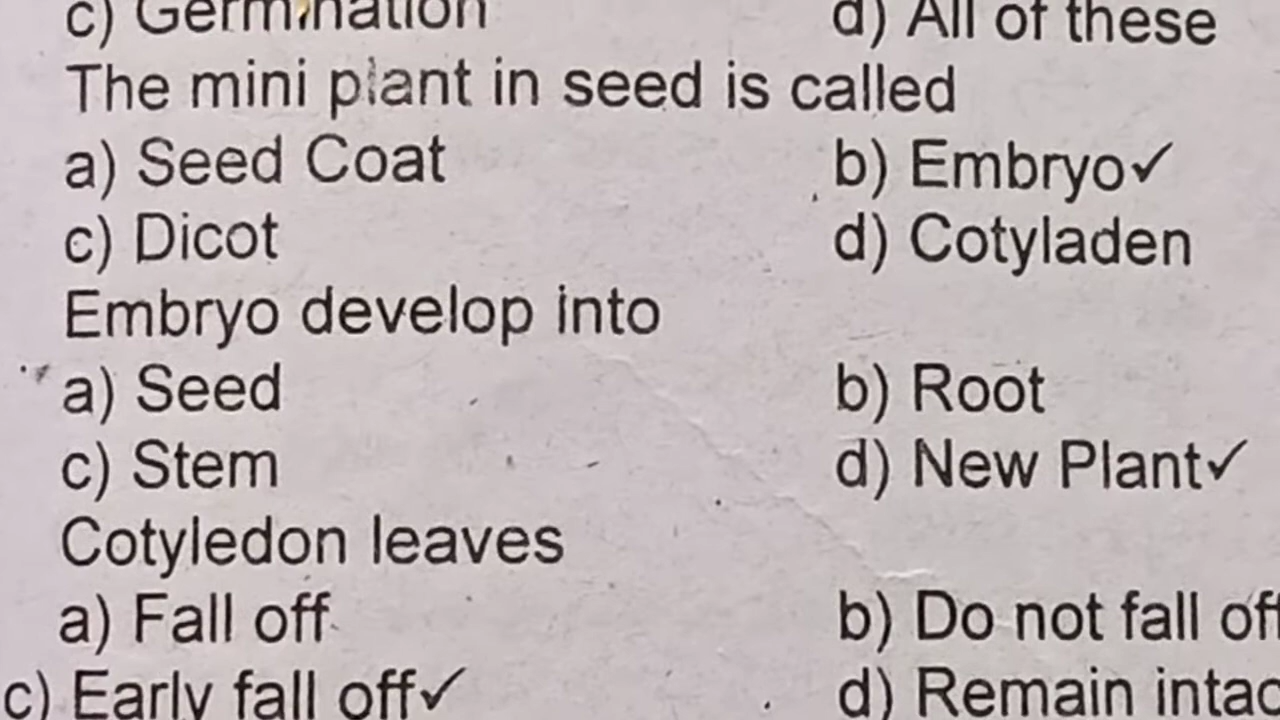 c) Germination d) All of these
The mini plant in seed is called
a) Seed Coat b) Embryo✓
c) Dicot d) Cotyladen
Embryo develop into
a) Seed b) Root
c) Stem d) New Plant✓
Cotyledon leaves
a) Fall off b) Do not fall off
c) Early fall off✓ d) Remain intac